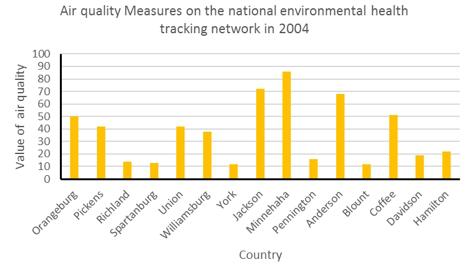 Air quality Measures on the national environmental health
tracking network in 2004
Value of air quality
100
90
80
70
60
50
40
30
20
10
0
Orangeburg
Pickens
Richland
Spartanburg
Union
Williamsburg
York
Jackson
Minnehaha
Pennington
Anderson
Blount
Coffee
Davidson
Hamilton
Country